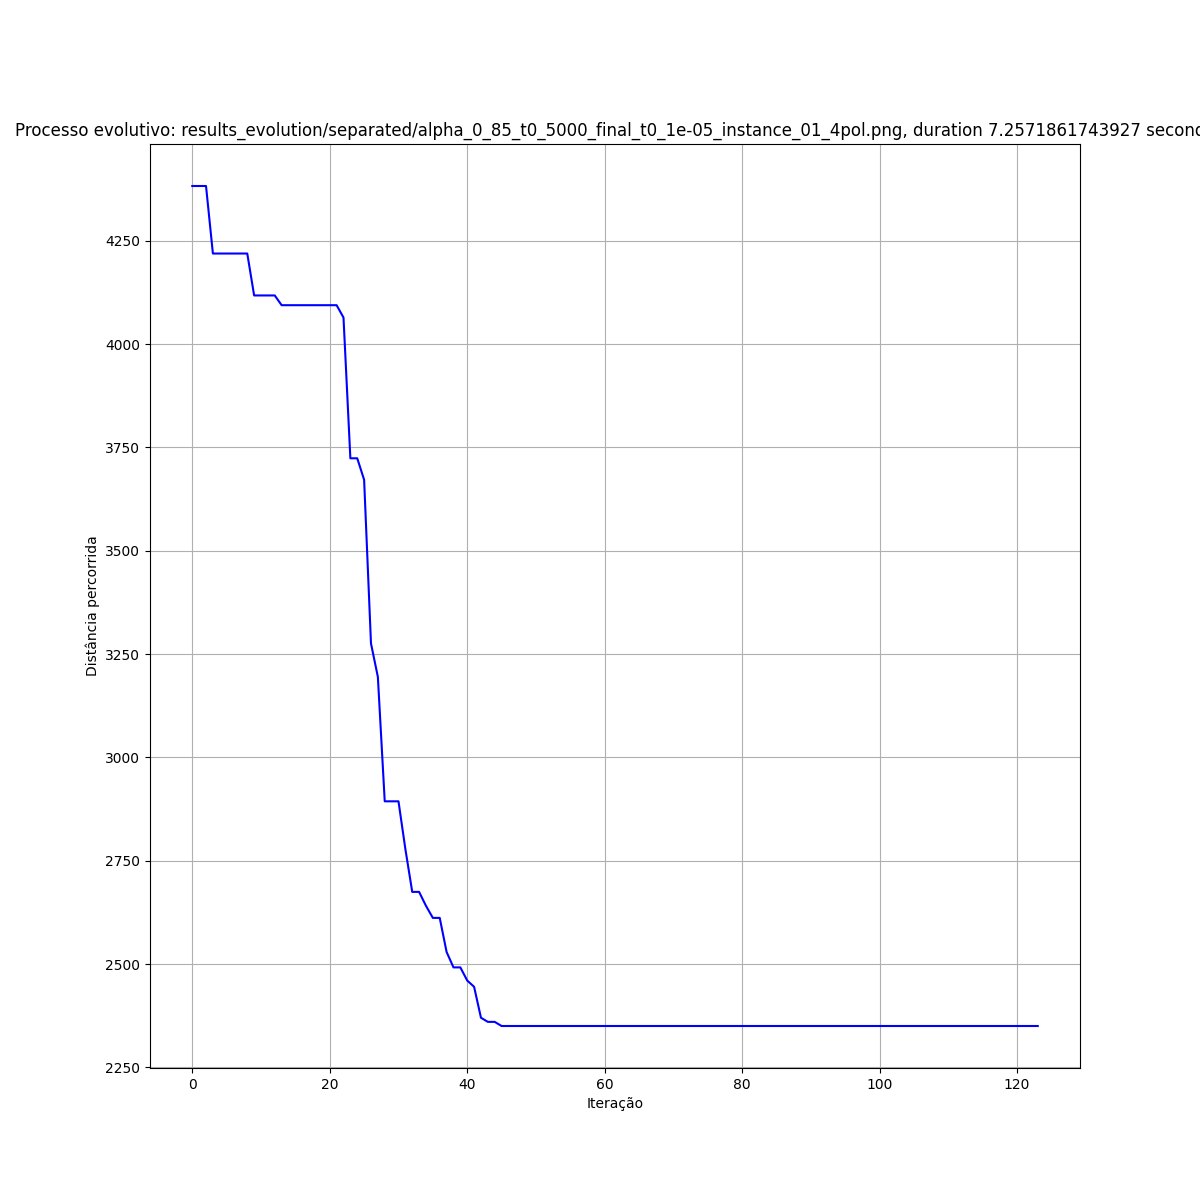 Processo evolutivo: results_evolution/separated/alpha_0_85_t0_5000_final_t0_1e-05_instance_01_4pol.png, duration 7.2571861743927
4250
4000
3750
3500
3250
3000
2750
2500
2250
Distância percorrida
0 20 40 60 80 100 120
Iteração